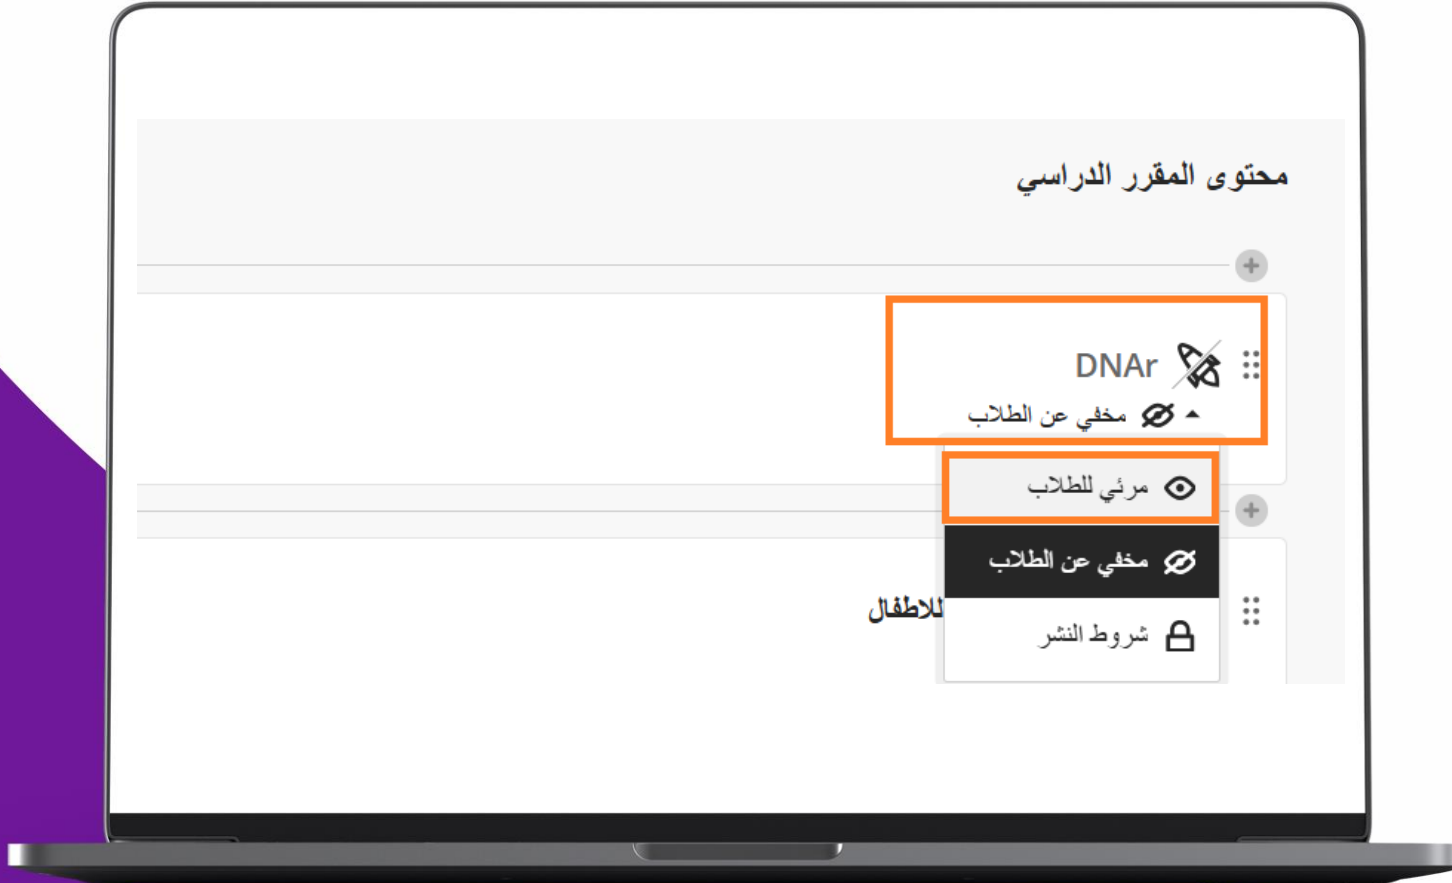 محتوى المقرر الدراسي
DNAr
مخفي عن الطلاب
مرئي للطلاب
مخفي عن الطلاب
للاطفال
شروط النشر